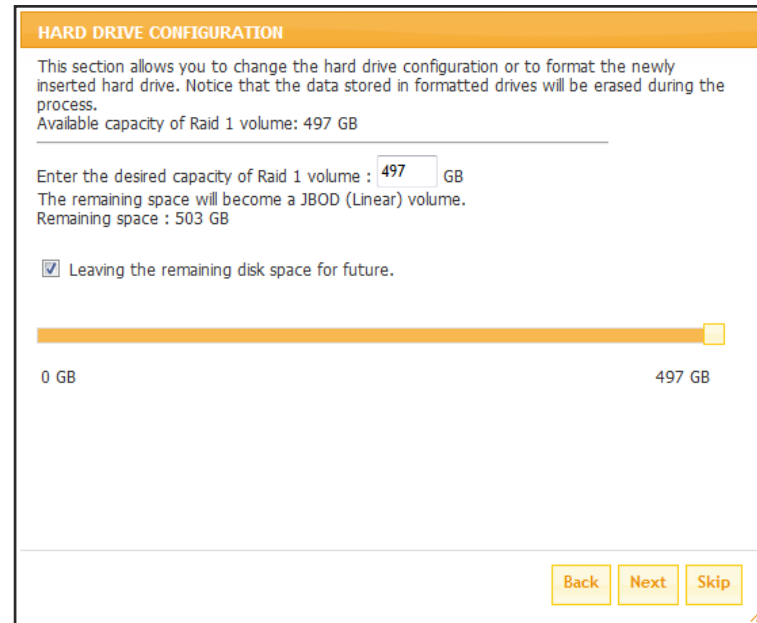 HARD DRIVE CONFIGURATION
This section allows you to change the hard drive configuration or to format the newly
inserted hard drive. Notice that the data stored in formatted drives will be erased during the
process.
Available capacity of Raid 1 volume: 497 GB
Enter the desired capacity of Raid 1 volume : 497 GB
The remaining space will become a JBOD (Linear) volume.
Remaining space : 503 GB
Leaving the remaining disk space for future.
0 GB 497 GB
Back Next Skip